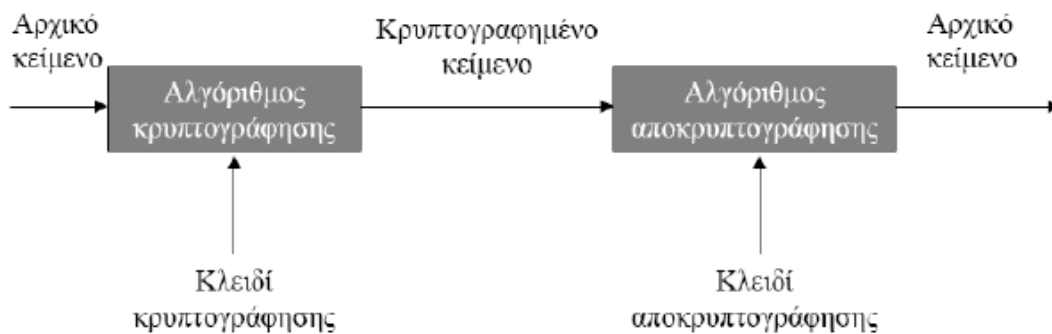 Αρχικό
κείμενο
Αλγόριθμος
κρυπτογράφησης
Κρυπτογραφημένο
κείμενο
Αλγόριθμος
αποκρυπτογράφησης
Αρχικό
κείμενο
Κλειδί
κρυπτογράφησης
Κλειδί
αποκρυπτογράφησης